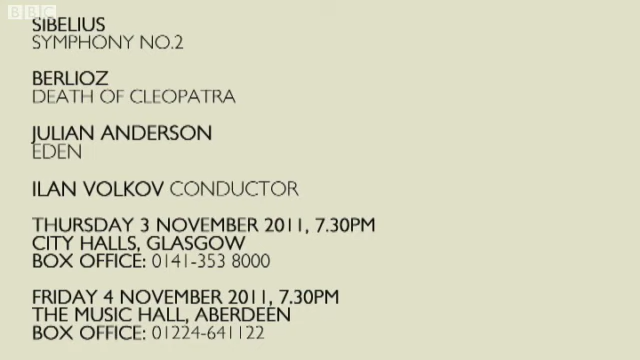 BBC
SIBELIUS
SYMPHONY NO.2
BERLIOZ
DEATH OF CLEOPATRA
JULIAN ANDERSON
EDEN
ILAN VOLKOV CONDUCTOR
THURSDAY 3 NOVEMBER 2011, 7.30PM
CITY HALLS, GLASGOW
BOX OFFICE: 0141-353 8000
FRIDAY 4 NOVEMBER 2011, 7.30PM
THE MUSIC HALL, ABERDEEN
BOX OFFICE: 01224-641122